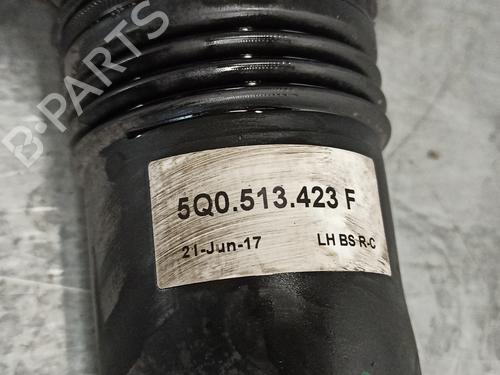 B-PARTS
5Q0.513.423 F
21-Jun-17 LH BS R-C